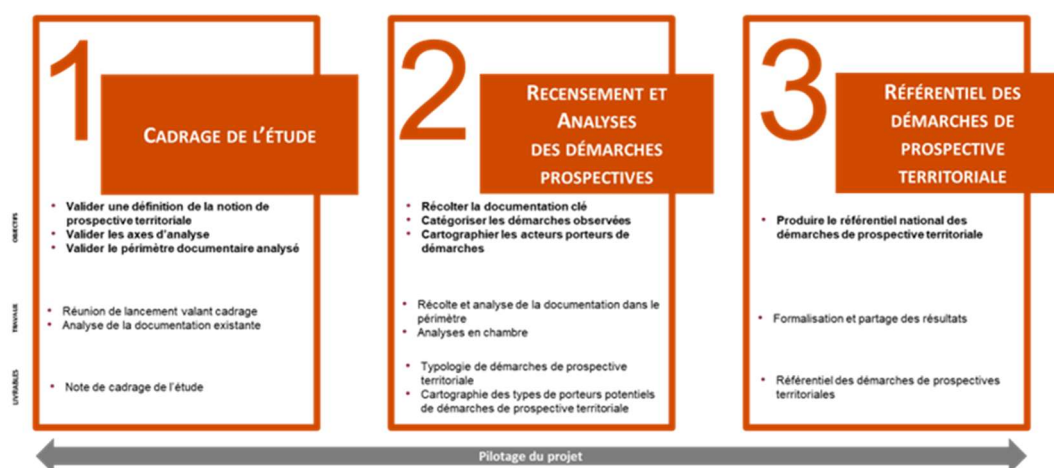 1
CADRAGE DE L'ÉTUDE
OBJECTIFS
• Valider une définition de la notion de
prospective territoriale
• Valider les axes d'analyse
• Valider le périmètre documentaire analysé
TRAVAUX
• Réunion de lancement valant cadrage
• Analyse de la documentation existante
LIVRABLES
• Note de cadrage de l'étude
2
RECENSEMENT ET
ANALYSES
DES DÉMARCHES
PROSPECTIVES
• Récolter la documentation clé
• Catégoriser les démarches observées
• Cartographier les acteurs porteurs de
démarches
• Récolte et analyse de la documentation dans le
périmètre
• Analyses en chambre
• Typologie de démarches de prospective
territoriale
• Cartographie des types de porteurs potentiels
de démarches de prospective territoriale
3
RÉFÉRENTIEL DES
DÉMARCHES DE
PROSPECTIVE
TERRITORIALE
• Produire le référentiel national des
démarches de prospective territoriale
• Formalisation et partage des résultats
• Référentiel des démarches de prospectives
territoriales
Pilotage du projet